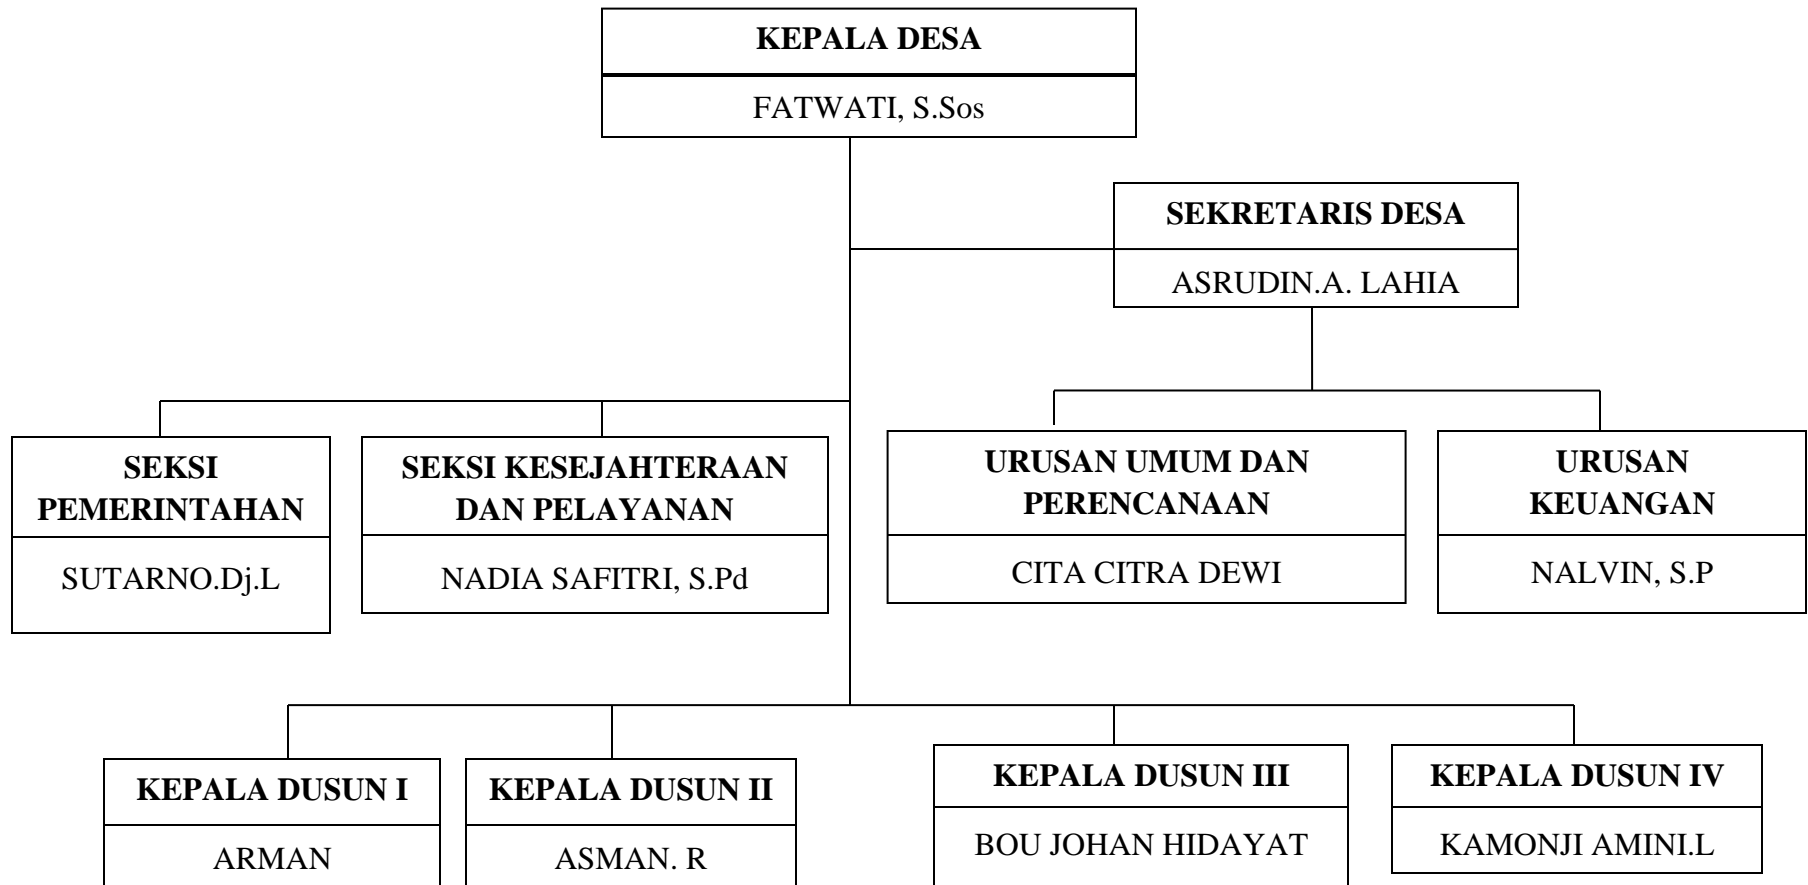 KEPALA DESA
FATWATI, S.Sos
SEKRETARIS DESA
ASRUDIN.A. LAHIA
SEKSI
PEMERINTAHAN
SUTARNO.Dj.L
SEKSI KESEJAHTERAAN
DAN PELAYANAN
NADIA SAFITRI, S.Pd
URUSAN UMUM DAN
PERENCANAAN
CITA CITRA DEWI
URUSAN
KEUANGAN
NALVIN, S.P
KEPALA DUSUN I
ARMAN
KEPALA DUSUN II
ASMAN. R
KEPALA DUSUN III
BOU JOHAN HIDAYAT
KEPALA DUSUN IV
KAMONJI AMINI.L